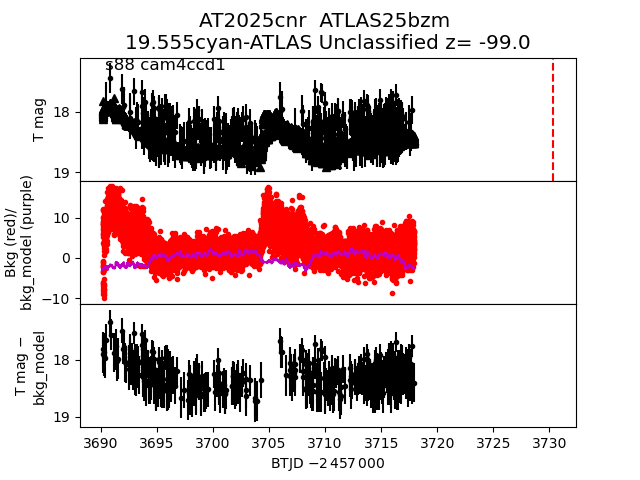 AT2025cnr  ATLAS25bzm
19.555cyan-ATLAS Unclassified z= -99.0
s88 cam4ccd1
T mag
18
19
Bkg (red)/
bkg_model (purple)
10
0
−10
T mag −
bkg_model
18
19
3690 3695 3700 3705 3710 3715 3720 3725 3730
BTJD −2 457 000